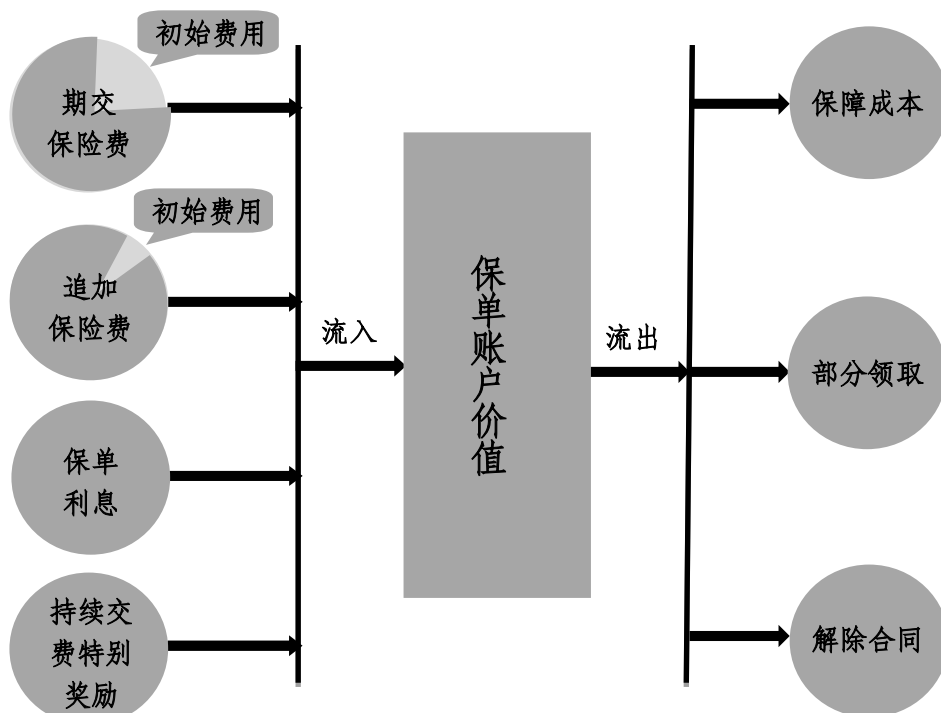 初始费用
期交
保险费
初始费用
追加
保险费
保单
利息
持续交
费特别
奖励
流入
保单账户价值
流出
保障成本
部分领取
解除合同